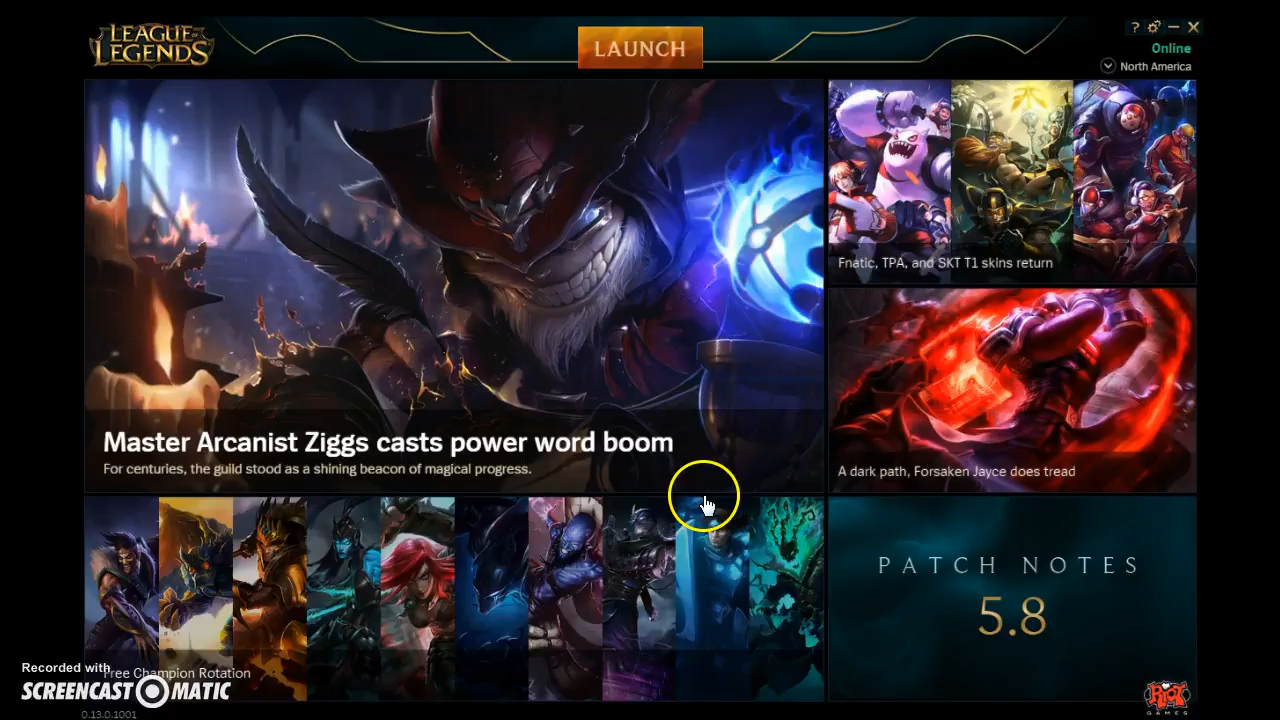 LEAGUE OF
LEGENDS
LAUNCH
?
Online
North America
Fnatic, TPA, and SKT T1 skins return
Master Arcanist Ziggs casts power word boom
For centuries, the guild stood as a shining beacon of magical progress.
A dark path, Forsaken Jayce does tread
PATCH NOTES
5.8
Free Champion Rotation
Recorded with
SCREENCAST MATIC
RIOT
GAMES
0.13.0.1001